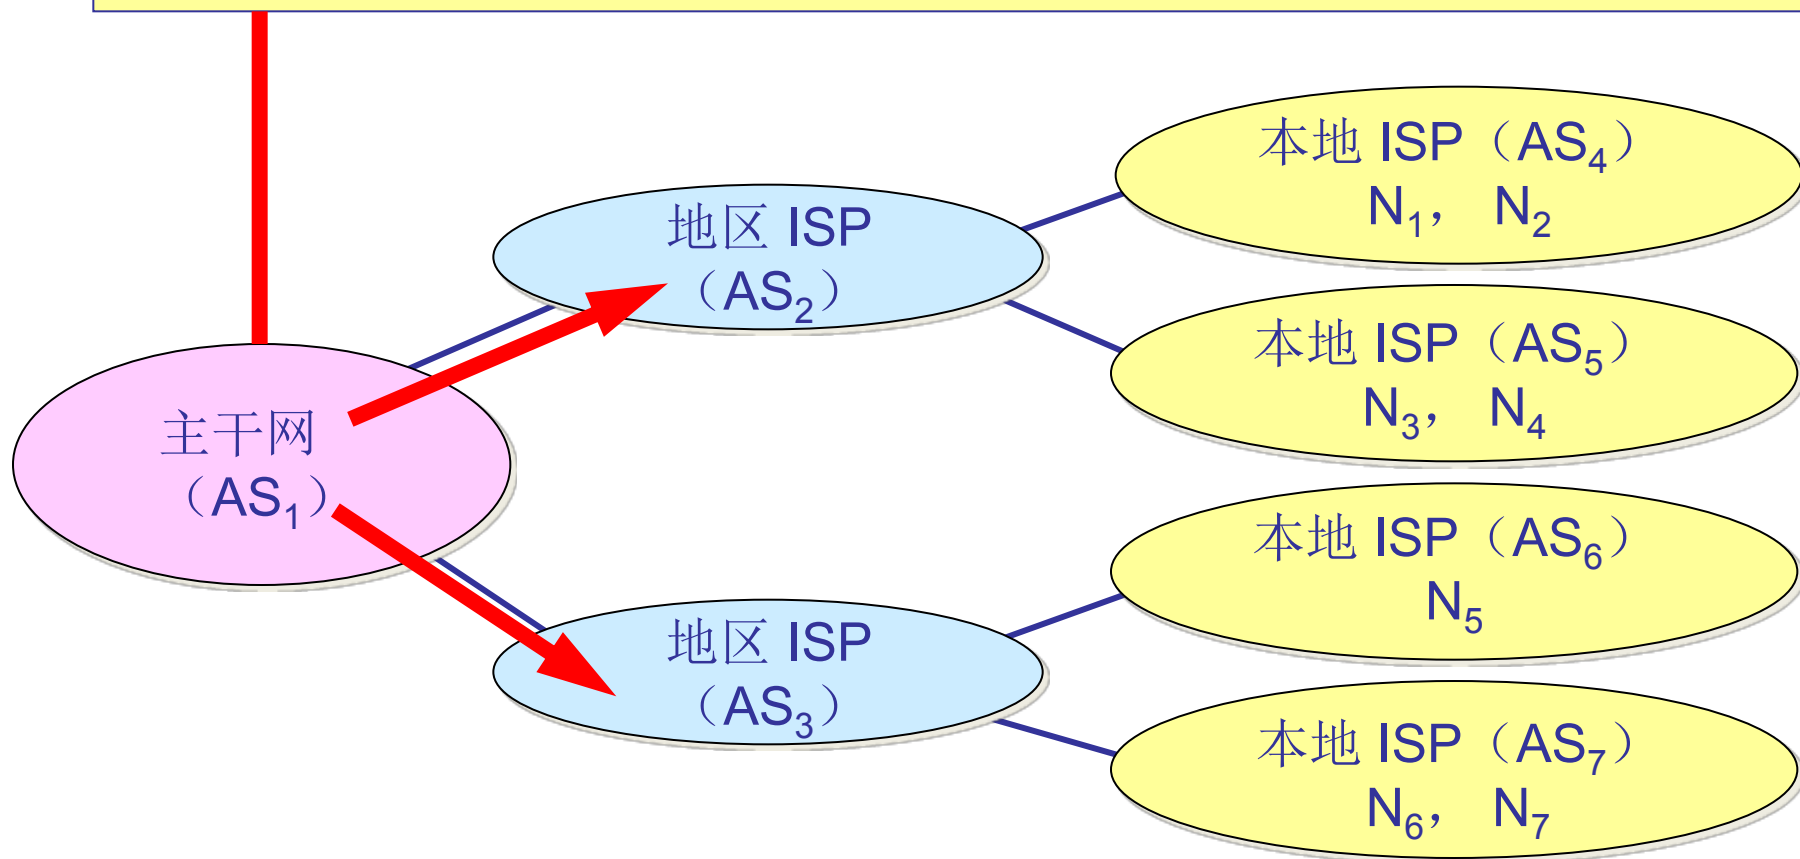 本地 ISP（AS₄）
N₁， N₂
地区 ISP
（AS₂）
本地 ISP（AS₅）
N₃， N₄
主干网
（AS₁）
本地 ISP（AS₆）
N₅
地区 ISP
（AS₃）
本地 ISP（AS₇）
N₆， N₇